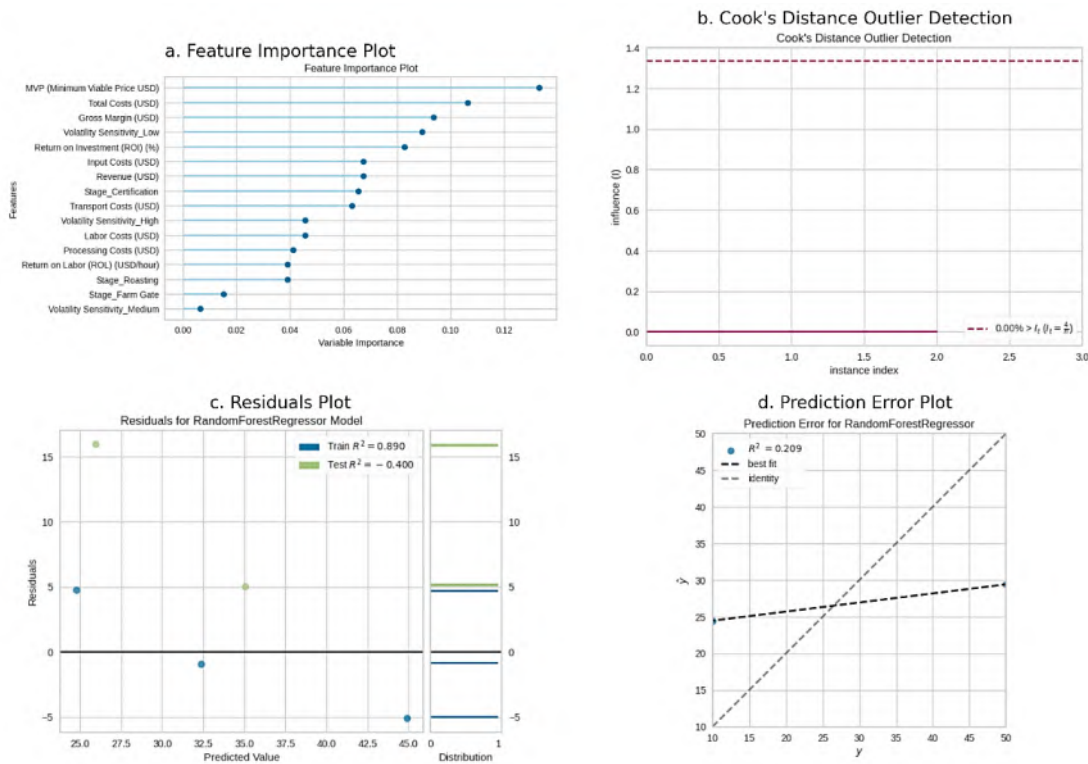 a. Feature Importance Plot
Feature Importance Plot
Features
MVP (Minimum Viable Price USD)
Total Costs (USD)
Gross Margin (USD)
Volatility Sensitivity_Low
Return on Investment (ROI) (%)
Input Costs (USD)
Revenue (USD)
Stage_Certification
Transport Costs (USD)
Volatility Sensitivity_High
Labor Costs (USD)
Processing Costs (USD)
Return on Labor (ROL) (USD/hour)
Stage_Roasting
Stage_Farm Gate
Volatility Sensitivity_Medium
0.00 0.02 0.04 0.06 0.08 0.10 0.12
Variable Importance
b. Cook's Distance Outlier Detection
Cook's Distance Outlier Detection
influence (I)
1.4
1.2
1.0
0.8
0.6
0.4
0.2
0.0
0.00% > I_t (I_t = 4/n)
0.0 0.5 1.0 1.5 2.0 2.5 3.0
instance index
c. Residuals Plot
Residuals for RandomForestRegressor Model
Train R² = 0.890
Test R² = −0.400
Residuals
15 15
10 10
5 5
0 0
−5 −5
25.0 27.5 30.0 32.5 35.0 37.5 40.0 42.5 45.0 0 1
Predicted Value Distribution
d. Prediction Error Plot
Prediction Error for RandomForestRegressor
R² = 0.209
best fit
identity
ŷ
50
45
40
35
30
25
20
15
10
10 15 20 25 30 35 40 45 50
y